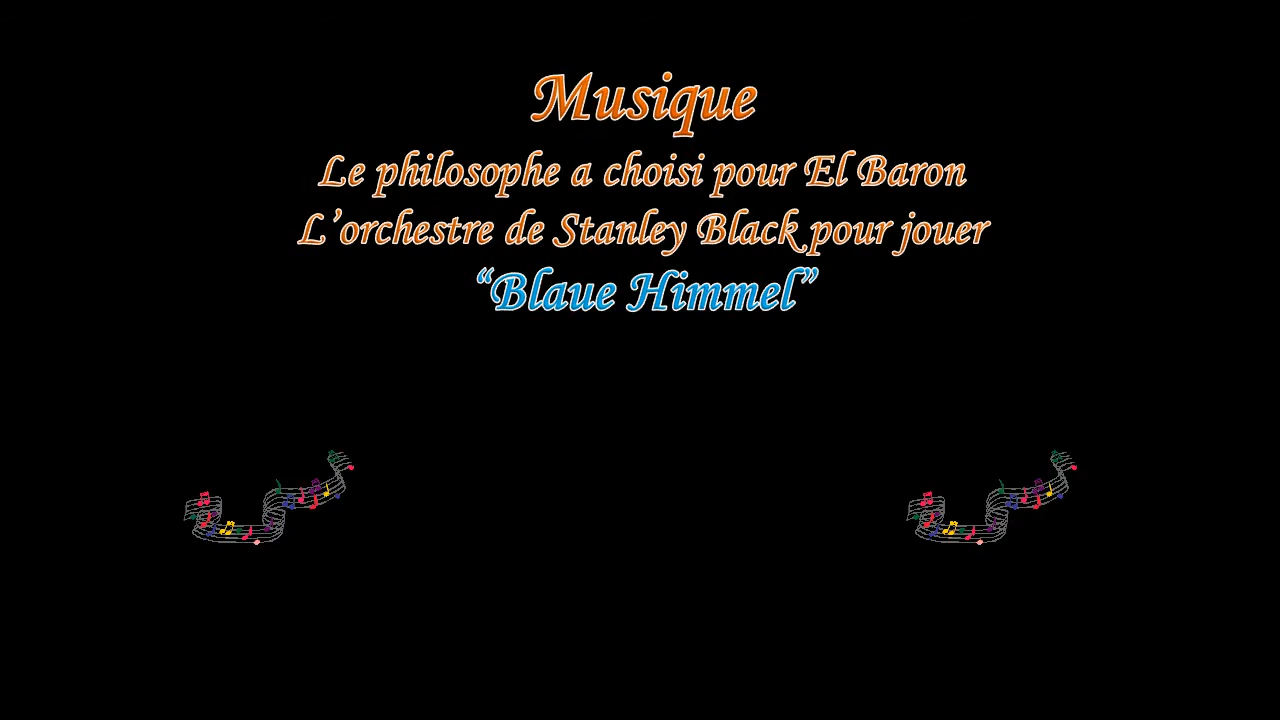 Musique
Le philosophe a choisi pour El Baron
L’orchestre de Stanley Black pour jouer
“Blaue Himmel”